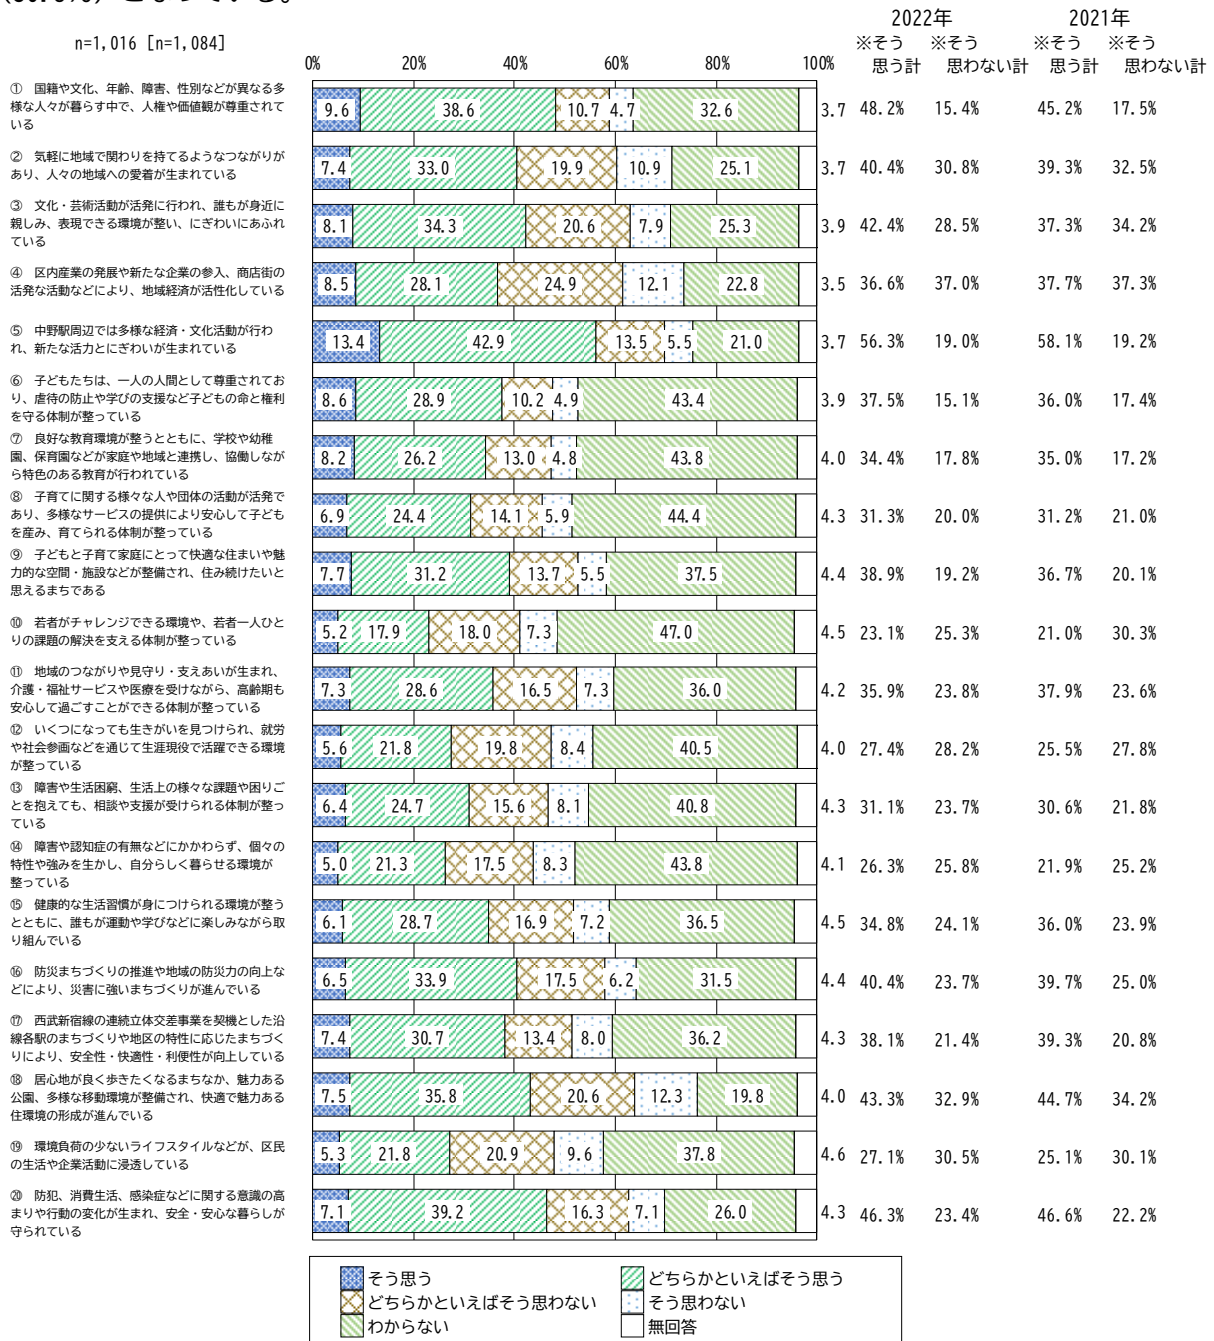 2022年 2021年
n=1,016 [n=1,084] ※そう ※そう ※そう ※そう
0% 20% 40% 60% 80% 100% 思う計 思わない計 思う計 思わない計
① 国籍や文化、年齢、障害、性別などが異なる多
様な人々が暮らす中で、人権や価値観が尊重されて
いる
9.6 38.6 10.7 4.7 32.6 3.7 48.2% 15.4% 45.2% 17.5%
② 気軽に地域で関わりを持てるようなつながりが
あり、人々の地域への愛着が生まれている
7.4 33.0 19.9 10.9 25.1 3.7 40.4% 30.8% 39.3% 32.5%
③ 文化・芸術活動が活発に行われ、誰もが身近に
親しみ、表現できる環境が整い、にぎわいにあふれ
ている
8.1 34.3 20.6 7.9 25.3 3.9 42.4% 28.5% 37.3% 34.2%
④ 区内産業の発展や新たな企業の参入、商店街の
活発な活動などにより、地域経済が活性化している
8.5 28.1 24.9 12.1 22.8 3.5 36.6% 37.0% 37.7% 37.3%
⑤ 中野駅周辺では多様な経済・文化活動が行わ
れ、新たな活力とにぎわいが生まれている
13.4 42.9 13.5 5.5 21.0 3.7 56.3% 19.0% 58.1% 19.2%
⑥ 子どもたちは、一人の人間として尊重されてお
り、虐待の防止や学びの支援など子どもの命と権利
を守る体制が整っている
8.6 28.9 10.2 4.9 43.4 3.9 37.5% 15.1% 36.0% 17.4%
⑦ 良好な教育環境が整うとともに、学校や幼稚
園、保育園などが家庭や地域と連携し、協働しなが
ら特色のある教育が行われている
8.2 26.2 13.0 4.8 43.8 4.0 34.4% 17.8% 35.0% 17.2%
⑧ 子育てに関する様々な人や団体の活動が活発で
あり、多様なサービスの提供により安心して子ども
を産み、育てられる体制が整っている
6.9 24.4 14.1 5.9 44.4 4.3 31.3% 20.0% 31.2% 21.0%
⑨ 子どもと子育て家庭にとって快適な住まいや魅
力的な空間・施設などが整備され、住み続けたいと
思えるまちである
7.7 31.2 13.7 5.5 37.5 4.4 38.9% 19.2% 36.7% 20.1%
⑩ 若者がチャレンジできる環境や、若者一人ひと
りの課題の解決を支える体制が整っている
5.2 17.9 18.0 7.3 47.0 4.5 23.1% 25.3% 21.0% 30.3%
⑪ 地域のつながりや見守り・支えあいが生まれ、
介護・福祉サービスや医療を受けながら、高齢期も
安心して過ごすことができる体制が整っている
7.3 28.6 16.5 7.3 36.0 4.2 35.9% 23.8% 37.9% 23.6%
⑫ いくつになっても生きがいを見つけられ、就労
や社会参画などを通じて生涯現役で活躍できる環境
が整っている
5.6 21.8 19.8 8.4 40.5 4.0 27.4% 28.2% 25.5% 27.8%
⑬ 障害や生活困窮、生活上の様々な課題や困りご
とを抱えても、相談や支援が受けられる体制が整っ
ている
6.4 24.7 15.6 8.1 40.8 4.3 31.1% 23.7% 30.6% 21.8%
⑭ 障害や認知症の有無などにかかわらず、個々の
特性や強みを生かし、自分らしく暮らせる環境が
整っている
5.0 21.3 17.5 8.3 43.8 4.1 26.3% 25.8% 21.9% 25.2%
⑮ 健康的な生活習慣が身につけられる環境が整う
とともに、誰もが運動や学びなどに楽しみながら取
り組んでいる
6.1 28.7 16.9 7.2 36.5 4.5 34.8% 24.1% 36.0% 23.9%
⑯ 防災まちづくりの推進や地域の防災力の向上な
どにより、災害に強いまちづくりが進んでいる
6.5 33.9 17.5 6.2 31.5 4.4 40.4% 23.7% 39.7% 25.0%
⑰ 西武新宿線の連続立体交差事業を契機とした沿
線各駅のまちづくりや地区の特性に応じたまちづく
りにより、安全性・快適性・利便性が向上している
7.4 30.7 13.4 8.0 36.2 4.3 38.1% 21.4% 39.3% 20.8%
⑱ 居心地が良く歩きたくなるまちなか、魅力ある
公園、多様な移動環境が整備され、快適で魅力ある
住環境の形成が進んでいる
7.5 35.8 20.6 12.3 19.8 4.0 43.3% 32.9% 44.7% 34.2%
⑲ 環境負荷の少ないライフスタイルなどが、区民
の生活や企業活動に浸透している
5.3 21.8 20.9 9.6 37.8 4.6 27.1% 30.5% 25.1% 30.1%
⑳ 防犯、消費生活、感染症などに関する意識の高
まりや行動の変化が生まれ、安全・安心な暮らしが
守られている
7.1 39.2 16.3 7.1 26.0 4.3 46.3% 23.4% 46.6% 22.2%
そう思う どちらかといえばそう思う
どちらかといえばそう思わない そう思わない
わからない 無回答